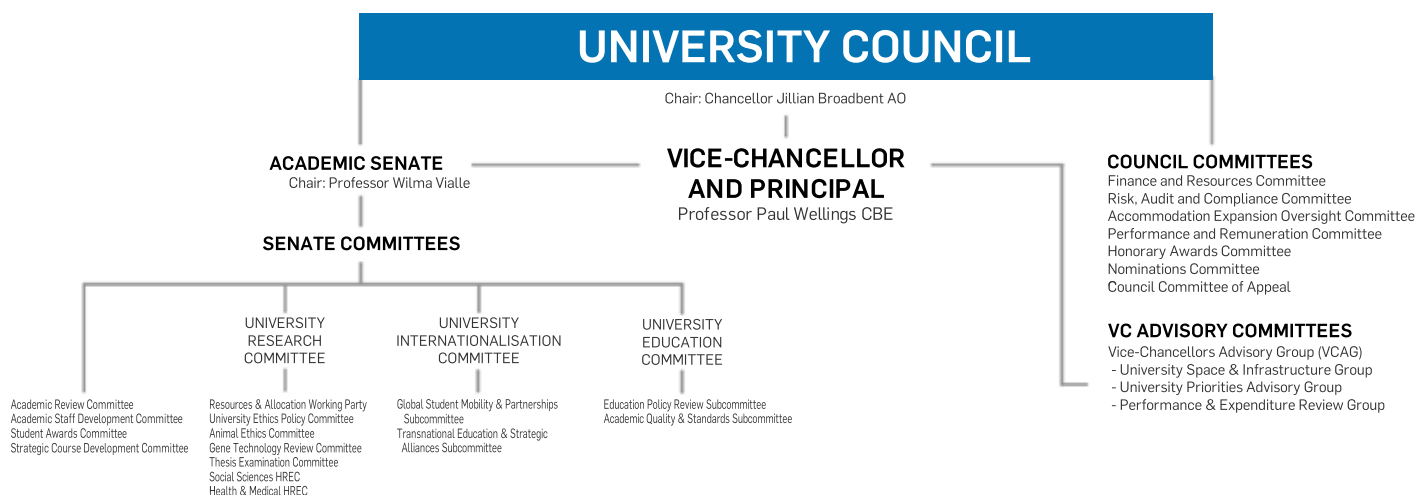 UNIVERSITY COUNCIL
Chair: Chancellor Jillian Broadbent AO
ACADEMIC SENATE
Chair: Professor Wilma Vialle
VICE-CHANCELLOR
AND PRINCIPAL
Professor Paul Wellings CBE
COUNCIL COMMITTEES
Finance and Resources Committee
Risk, Audit and Compliance Committee
Accommodation Expansion Oversight Committee
Performance and Remuneration Committee
Honorary Awards Committee
Nominations Committee
Council Committee of Appeal
SENATE COMMITTEES
VC ADVISORY COMMITTEES
Vice-Chancellors Advisory Group (VCAG)
- University Space & Infrastructure Group
- University Priorities Advisory Group
- Performance & Expenditure Review Group
UNIVERSITY
RESEARCH
COMMITTEE
UNIVERSITY
INTERNATIONALISATION
COMMITTEE
UNIVERSITY
EDUCATION
COMMITTEE
Academic Review Committee
Academic Staff Development Committee
Student Awards Committee
Strategic Course Development Committee
Resources & Allocation Working Party
University Ethics Policy Committee
Animal Ethics Committee
Gene Technology Review Committee
Thesis Examination Committee
Social Sciences HREC
Health & Medical HREC
Global Student Mobility & Partnerships
Subcommittee
Transnational Education & Strategic
Alliances Subcommittee
Education Policy Review Subcommittee
Academic Quality & Standards Subcommittee